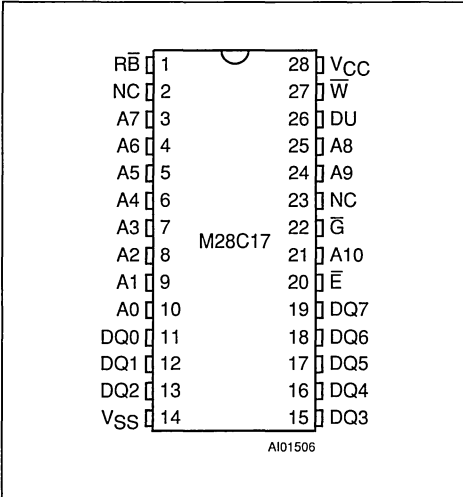 RB̅ 1 28 VCC
NC 2 27 W̅
A7 3 26 DU
A6 4 25 A8
A5 5 24 A9
A4 6 23 NC
A3 7 22 G̅
M28C17
A2 8 21 A10
A1 9 20 E̅
A0 10 19 DQ7
DQ0 11 18 DQ6
DQ1 12 17 DQ5
DQ2 13 16 DQ4
VSS 14 15 DQ3
AI01506